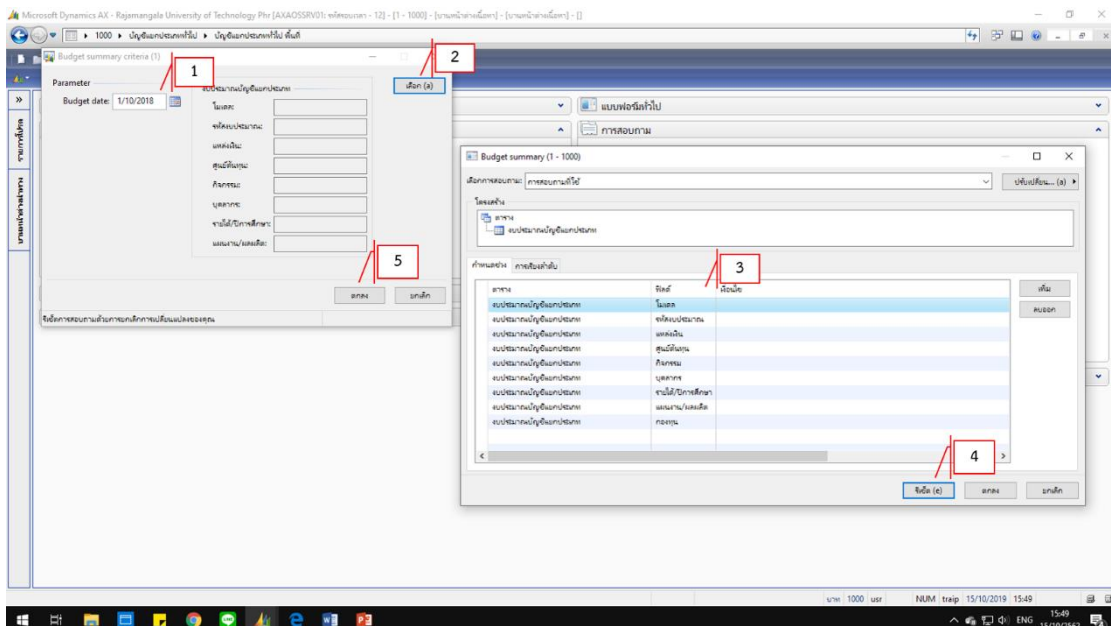 Microsoft Dynamics AX - Rajamangala University of Technology Phr [AXAOSSRV01: รหัสรอบเวลา - 12] - [1 - 1000] - [บานหน้าต่างเนื้อหา] - [บานหน้าต่างเนื้อหา] - []
1000 บัญชีแยกประเภททั่วไป บัญชีแยกประเภททั่วไป พื้นที่
Budget summary criteria (1)
1
2
Parameter
Budget date: 1/10/2018
งบประมาณบัญชีแยกประเภท
เลือก (a)
โมเดล:
รหัสงบประมาณ:
แหล่งเงิน:
ศูนย์ต้นทุน:
กิจกรรม:
บุคลากร:
รายได้/ปีการศึกษา:
แผนงาน/ผลผลิต:
5
ตกลง
ยกเลิก
รีเซ็ตการสอบถามด้วยการยกเลิกการเปลี่ยนแปลงของคุณ
รายการโปรด
บานหน้าต่างนำทาง
แบบฟอร์มทั่วไป
การสอบถาม
Budget summary (1 - 1000)
เลือกการสอบถาม: การสอบถามที่ใช้
ปรับเปลี่ยน... (a)
โครงสร้าง
ตาราง
งบประมาณบัญชีแยกประเภท
กำหนดช่วง การเรียงลำดับ
3
ตาราง ฟิลด์ เงื่อนไข
เพิ่ม
งบประมาณบัญชีแยกประเภท โมเดล
ลบออก
งบประมาณบัญชีแยกประเภท รหัสงบประมาณ
งบประมาณบัญชีแยกประเภท แหล่งเงิน
งบประมาณบัญชีแยกประเภท ศูนย์ต้นทุน
งบประมาณบัญชีแยกประเภท กิจกรรม
งบประมาณบัญชีแยกประเภท บุคลากร
งบประมาณบัญชีแยกประเภท รายได้/ปีการศึกษา
งบประมาณบัญชีแยกประเภท แผนงาน/ผลผลิต
งบประมาณบัญชีแยกประเภท กองทุน
4
รีเซ็ต (e)
ตกลง
ยกเลิก
บาท 1000 usr NUM traip 15/10/2019 15:49
ENG
15:49
15/10/2562